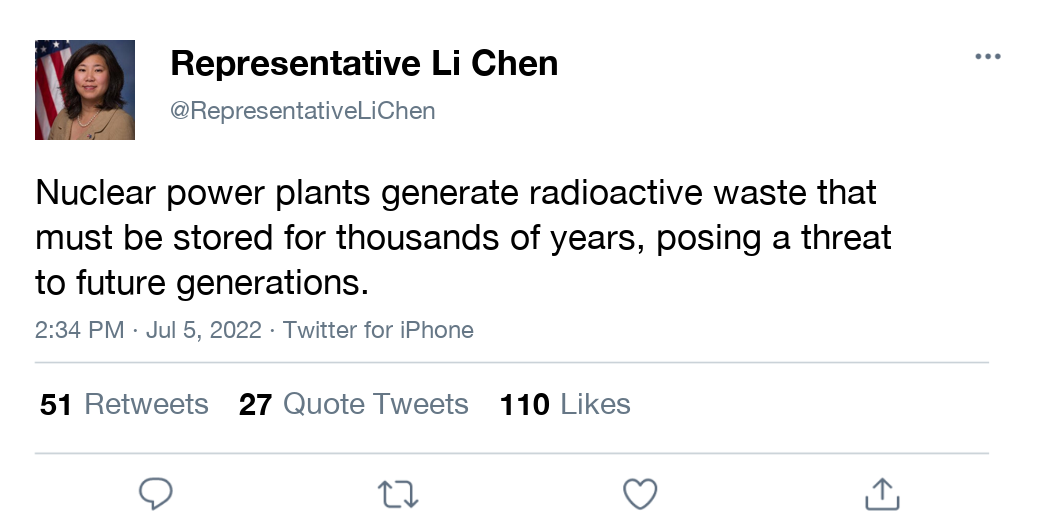 Representative Li Chen
@RepresentativeLiChen
Nuclear power plants generate radioactive waste that
must be stored for thousands of years, posing a threat
to future generations.
2:34 PM · Jul 5, 2022 · Twitter for iPhone
51 Retweets 27 Quote Tweets 110 Likes